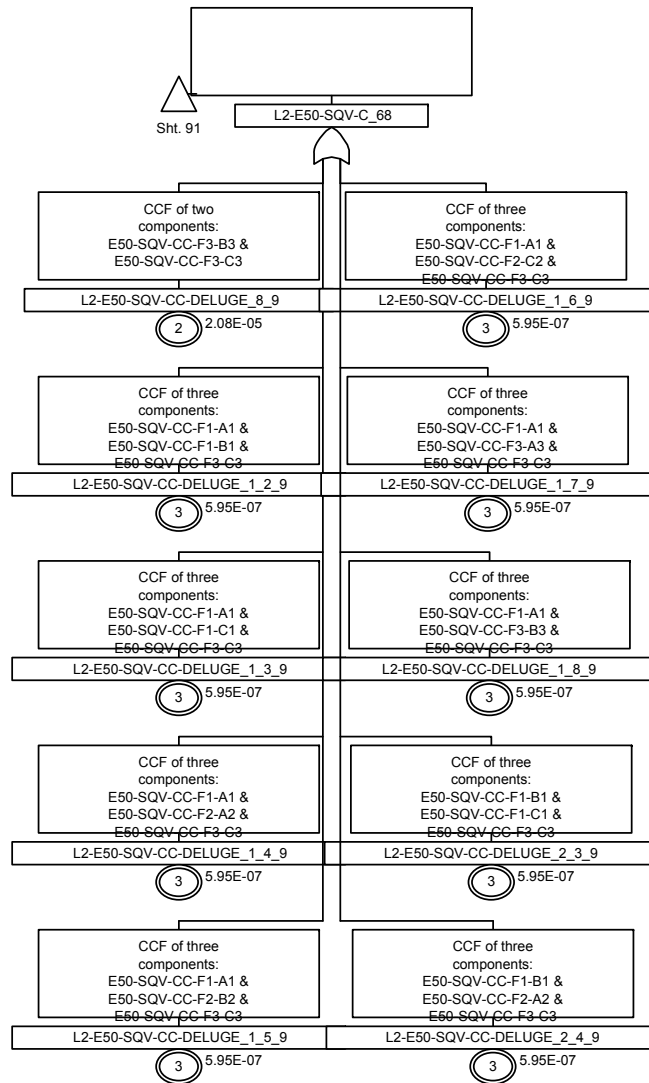 Sht. 91
L2-E50-SQV-C_68
CCF of two
components:
E50-SQV-CC-F3-B3 &
E50-SQV-CC-F3-C3
L2-E50-SQV-CC-DELUGE_8_9
2
2.08E-05
CCF of three
components:
E50-SQV-CC-F1-A1 &
E50-SQV-CC-F2-C2 &
E50-SQV-CC-F3-C3
L2-E50-SQV-CC-DELUGE_1_6_9
3
5.95E-07
CCF of three
components:
E50-SQV-CC-F1-A1 &
E50-SQV-CC-F1-B1 &
E50-SQV-CC-F3-C3
L2-E50-SQV-CC-DELUGE_1_2_9
3
5.95E-07
CCF of three
components:
E50-SQV-CC-F1-A1 &
E50-SQV-CC-F3-A3 &
E50-SQV-CC-F3-C3
L2-E50-SQV-CC-DELUGE_1_7_9
3
5.95E-07
CCF of three
components:
E50-SQV-CC-F1-A1 &
E50-SQV-CC-F1-C1 &
E50-SQV-CC-F3-C3
L2-E50-SQV-CC-DELUGE_1_3_9
3
5.95E-07
CCF of three
components:
E50-SQV-CC-F1-A1 &
E50-SQV-CC-F3-B3 &
E50-SQV-CC-F3-C3
L2-E50-SQV-CC-DELUGE_1_8_9
3
5.95E-07
CCF of three
components:
E50-SQV-CC-F1-A1 &
E50-SQV-CC-F2-A2 &
E50-SQV-CC-F3-C3
L2-E50-SQV-CC-DELUGE_1_4_9
3
5.95E-07
CCF of three
components:
E50-SQV-CC-F1-B1 &
E50-SQV-CC-F1-C1 &
E50-SQV-CC-F3-C3
L2-E50-SQV-CC-DELUGE_2_3_9
3
5.95E-07
CCF of three
components:
E50-SQV-CC-F1-A1 &
E50-SQV-CC-F2-B2 &
E50-SQV-CC-F3-C3
L2-E50-SQV-CC-DELUGE_1_5_9
3
5.95E-07
CCF of three
components:
E50-SQV-CC-F1-B1 &
E50-SQV-CC-F2-A2 &
E50-SQV-CC-F3-C3
L2-E50-SQV-CC-DELUGE_2_4_9
3
5.95E-07